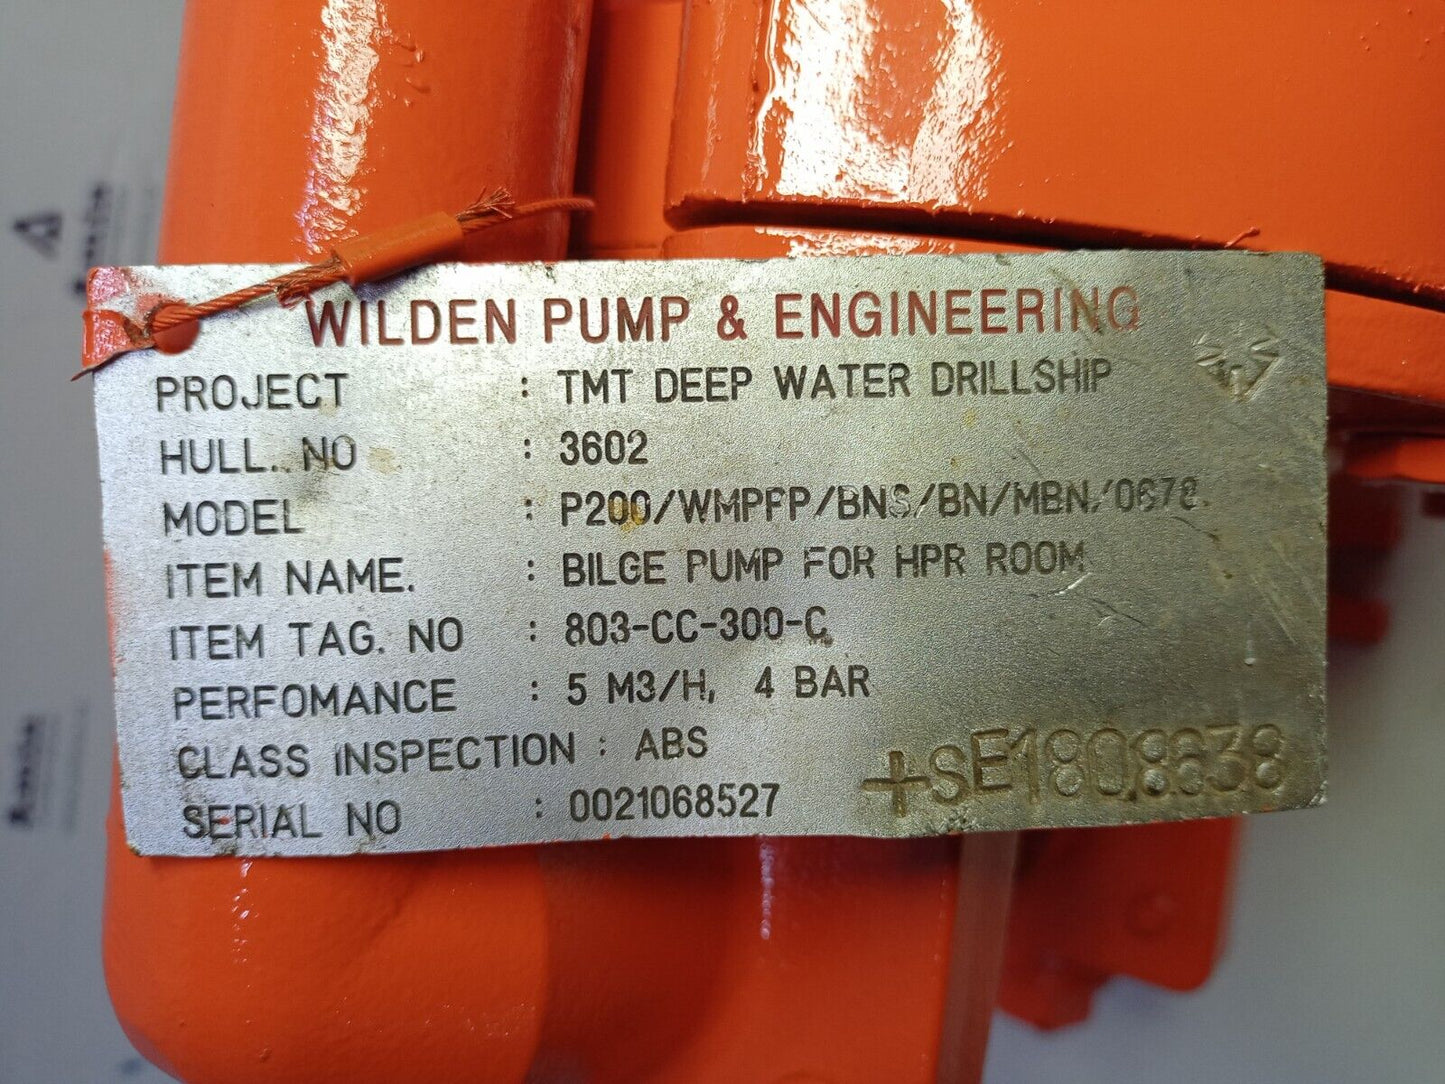 WILDEN PUMP & ENGINEERING
PROJECT : TMT DEEP WATER DRILLSHIP
HULL. NO : 3602
MODEL : P200/WMPFP/BNS/BN/MBN/0678
ITEM NAME. : BILGE PUMP FOR HPR ROOM
ITEM TAG. NO : 803-CC-300-C
PERFOMANCE : 5 M3/H, 4 BAR
CLASS INSPECTION : ABS
SERIAL NO : 0021068527